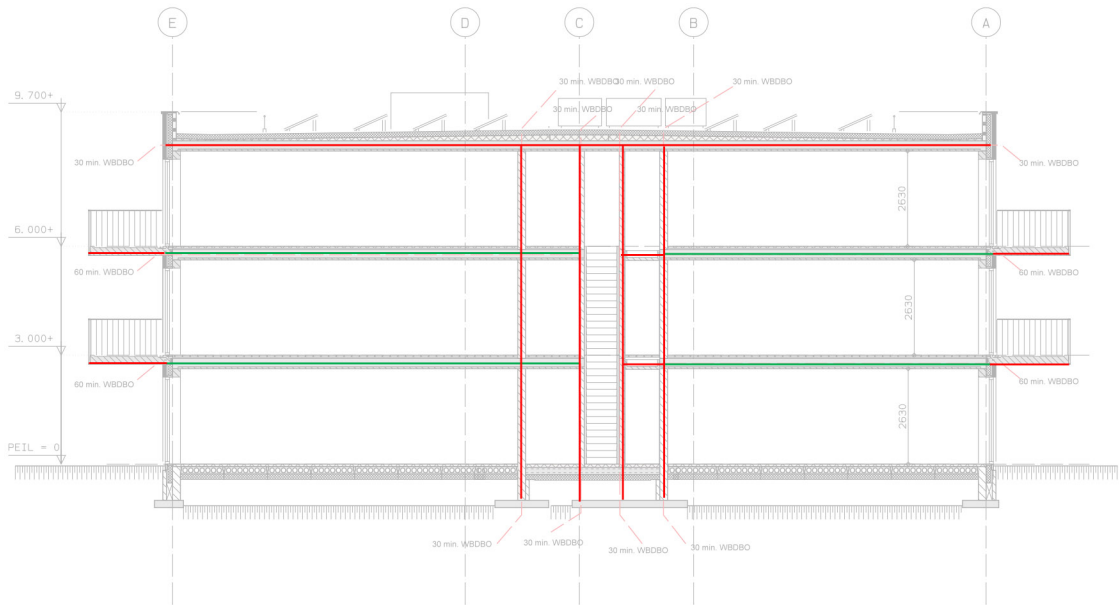 E
D
C
B
A
30 min. WBDBO
30 min. WBDBO
30 min. WBDBO
9,700+
30 min. WBDBO
30 min. WBDBO
30 min. WBDBO
30 min. WBDBO
2630
6,000+
60 min. WBDBO
60 min. WBDBO
2630
3,000+
60 min. WBDBO
60 min. WBDBO
2630
PEIL = 0
30 min. WBDBO
30 min. WBDBO
30 min. WBDBO
30 min. WBDBO